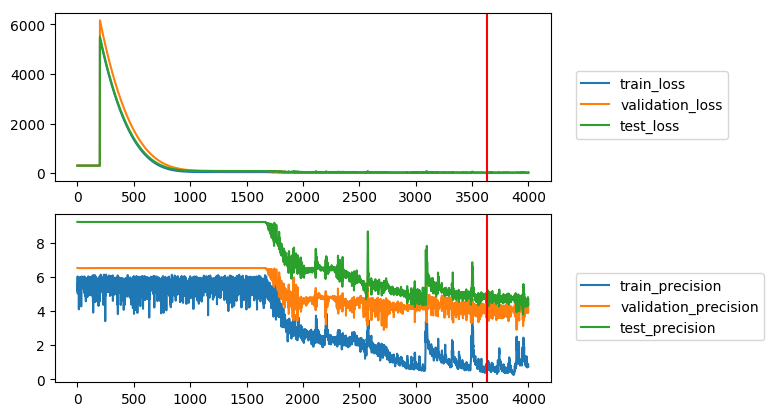 6000
4000
2000
0
0 500 1000 1500 2000 2500 3000 3500 4000
train_loss
validation_loss
test_loss
8
6
4
2
0
0 500 1000 1500 2000 2500 3000 3500 4000
train_precision
validation_precision
test_precision